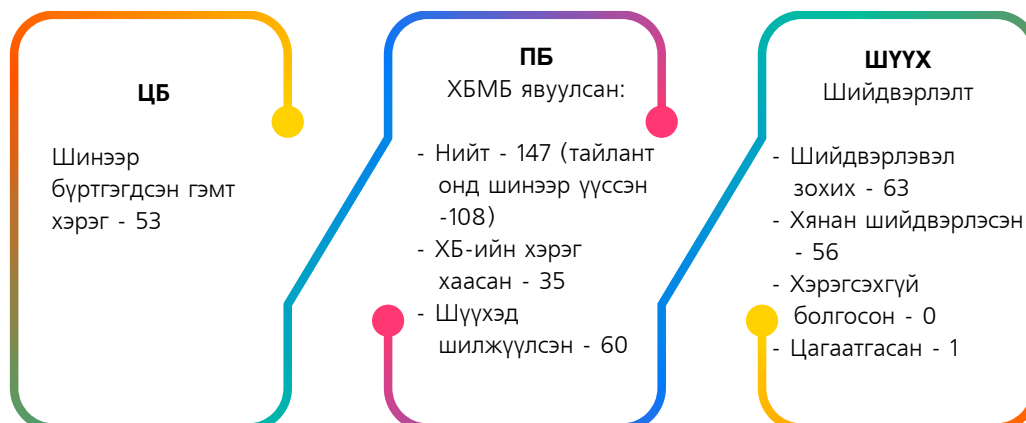 ЦБ
Шинээр
бүртгэгдсэн гэмт
хэрэг - 53
ПБ
ХБМБ явуулсан:
- Нийт - 147 (тайлант
онд шинээр үүссэн
-108)
- ХБ-ийн хэрэг
хаасан - 35
- Шүүхэд
шилжүүлсэн - 60
ШҮҮХ
Шийдвэрлэлт
- Шийдвэрлэвэл
зохих - 63
- Хянан шийдвэрлэсэн
- 56
- Хэрэгсэхгүй
болгосон - 0
- Цагаатгасан - 1